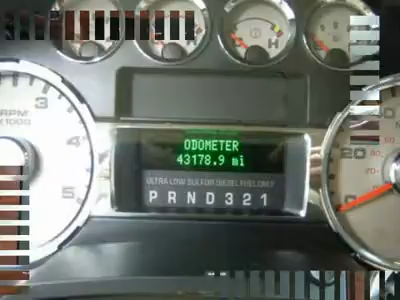 H
RPM
X1000
3
4
5
ODOMETER
43178.9 mi
ULTRA LOW SULFUR DIESEL FUEL ONLY
P R N D 3 2 1
20
0